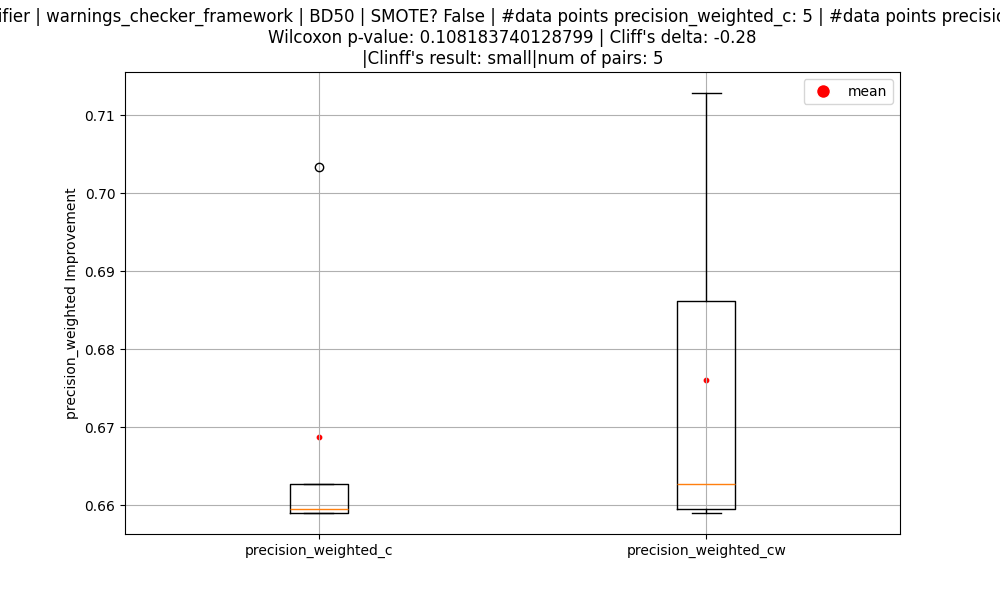 | warnings_checker_framework | BD50 | SMOTE? False | #data points precision_weighted_c: 5 | #data points
Wilcoxon p-value: 0.108183740128799 | Cliff's delta: -0.28
|Clinff's result: small|num of pairs: 5
mean
0.71
0.70
0.69
0.68
0.67
0.66
precision_weighted Improvement
precision_weighted_c
precision_weighted_cw